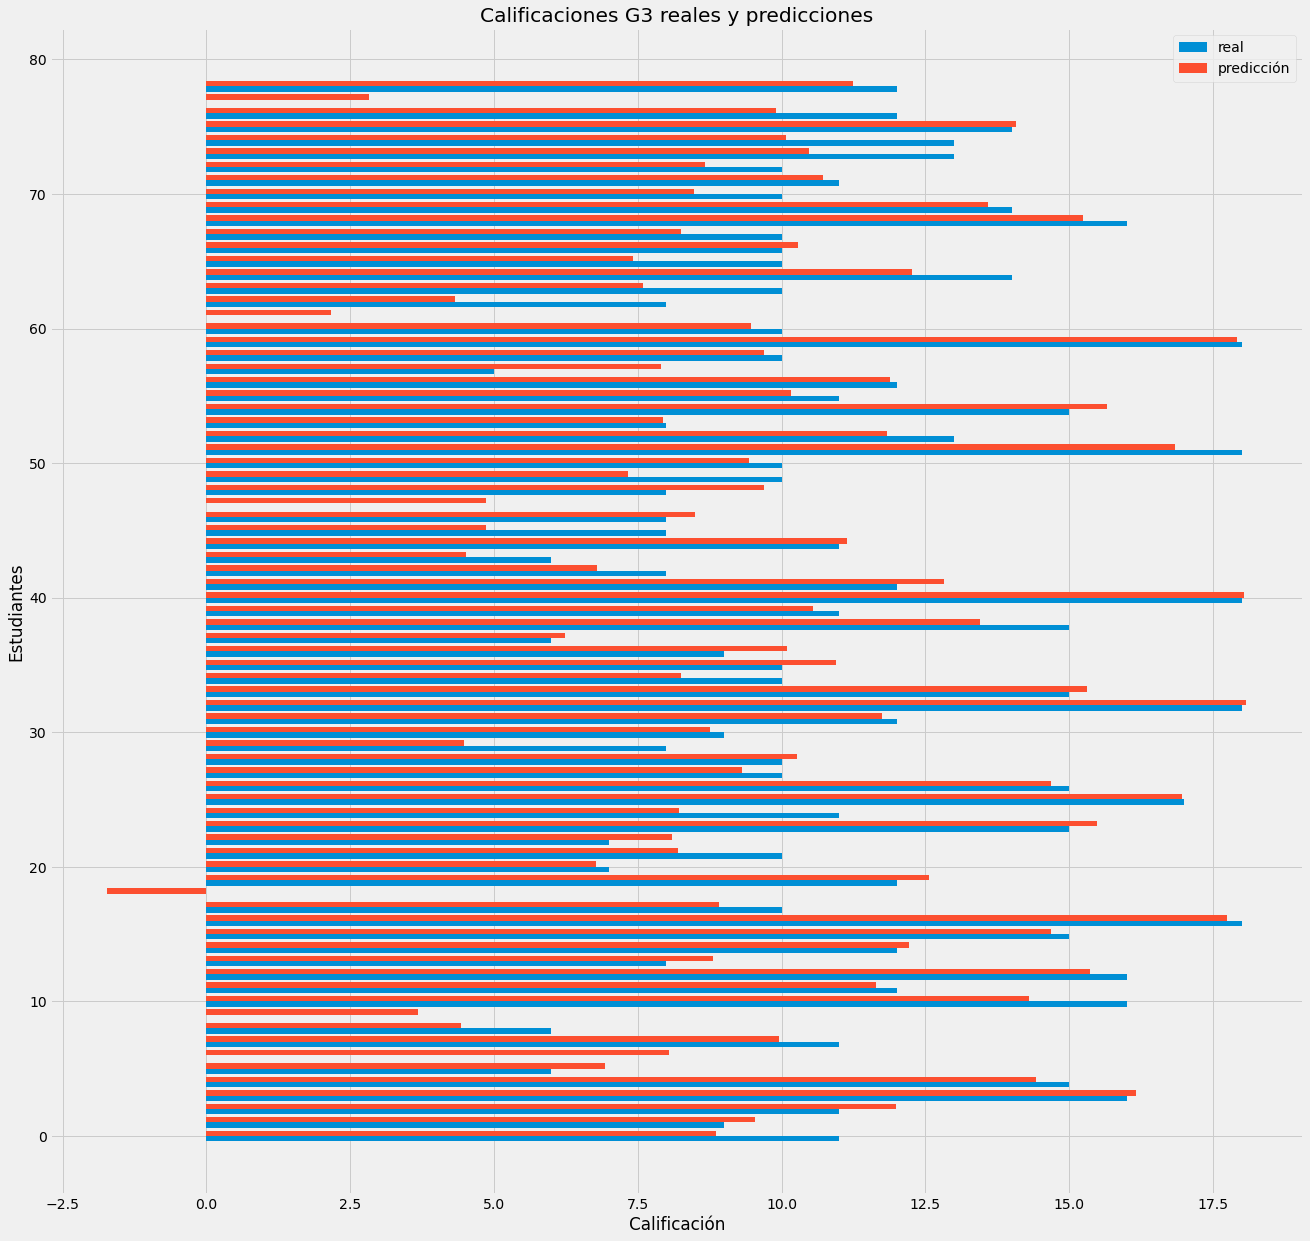 Calificaciones G3 reales y predicciones
real
predicción
80
70
60
50
40
30
20
10
0
Estudiantes
−2.5 0.0 2.5 5.0 7.5 10.0 12.5 15.0 17.5
Calificación